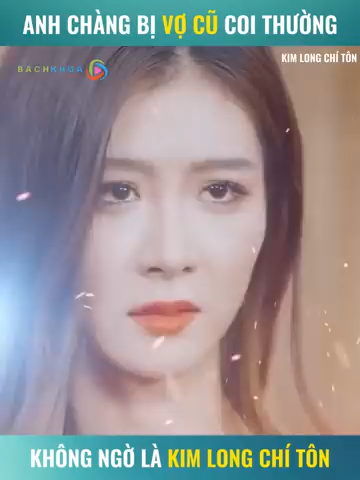 ANH CHÀNG BỊ VỢ CŨ COI THƯỜNG
KIM LONG CHÍ TÔN
BACHKHOA
KHÔNG NGỜ LÀ KIM LONG CHÍ TÔN